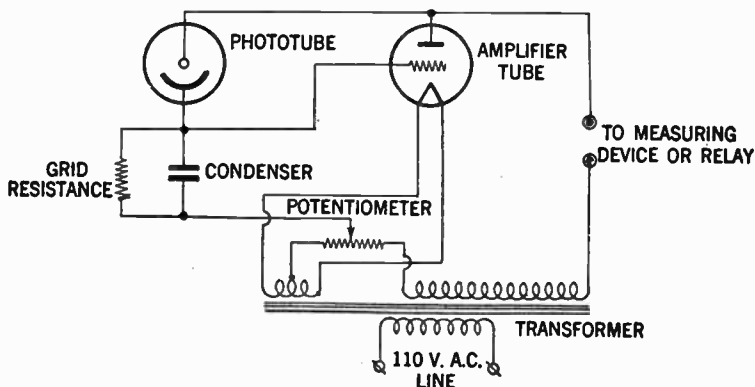 PHOTOTUBE
AMPLIFIER
TUBE
TO MEASURING
DEVICE OR RELAY
GRID
RESISTANCE
CONDENSER
POTENTIOMETER
TRANSFORMER
110 V. A.C.
LINE